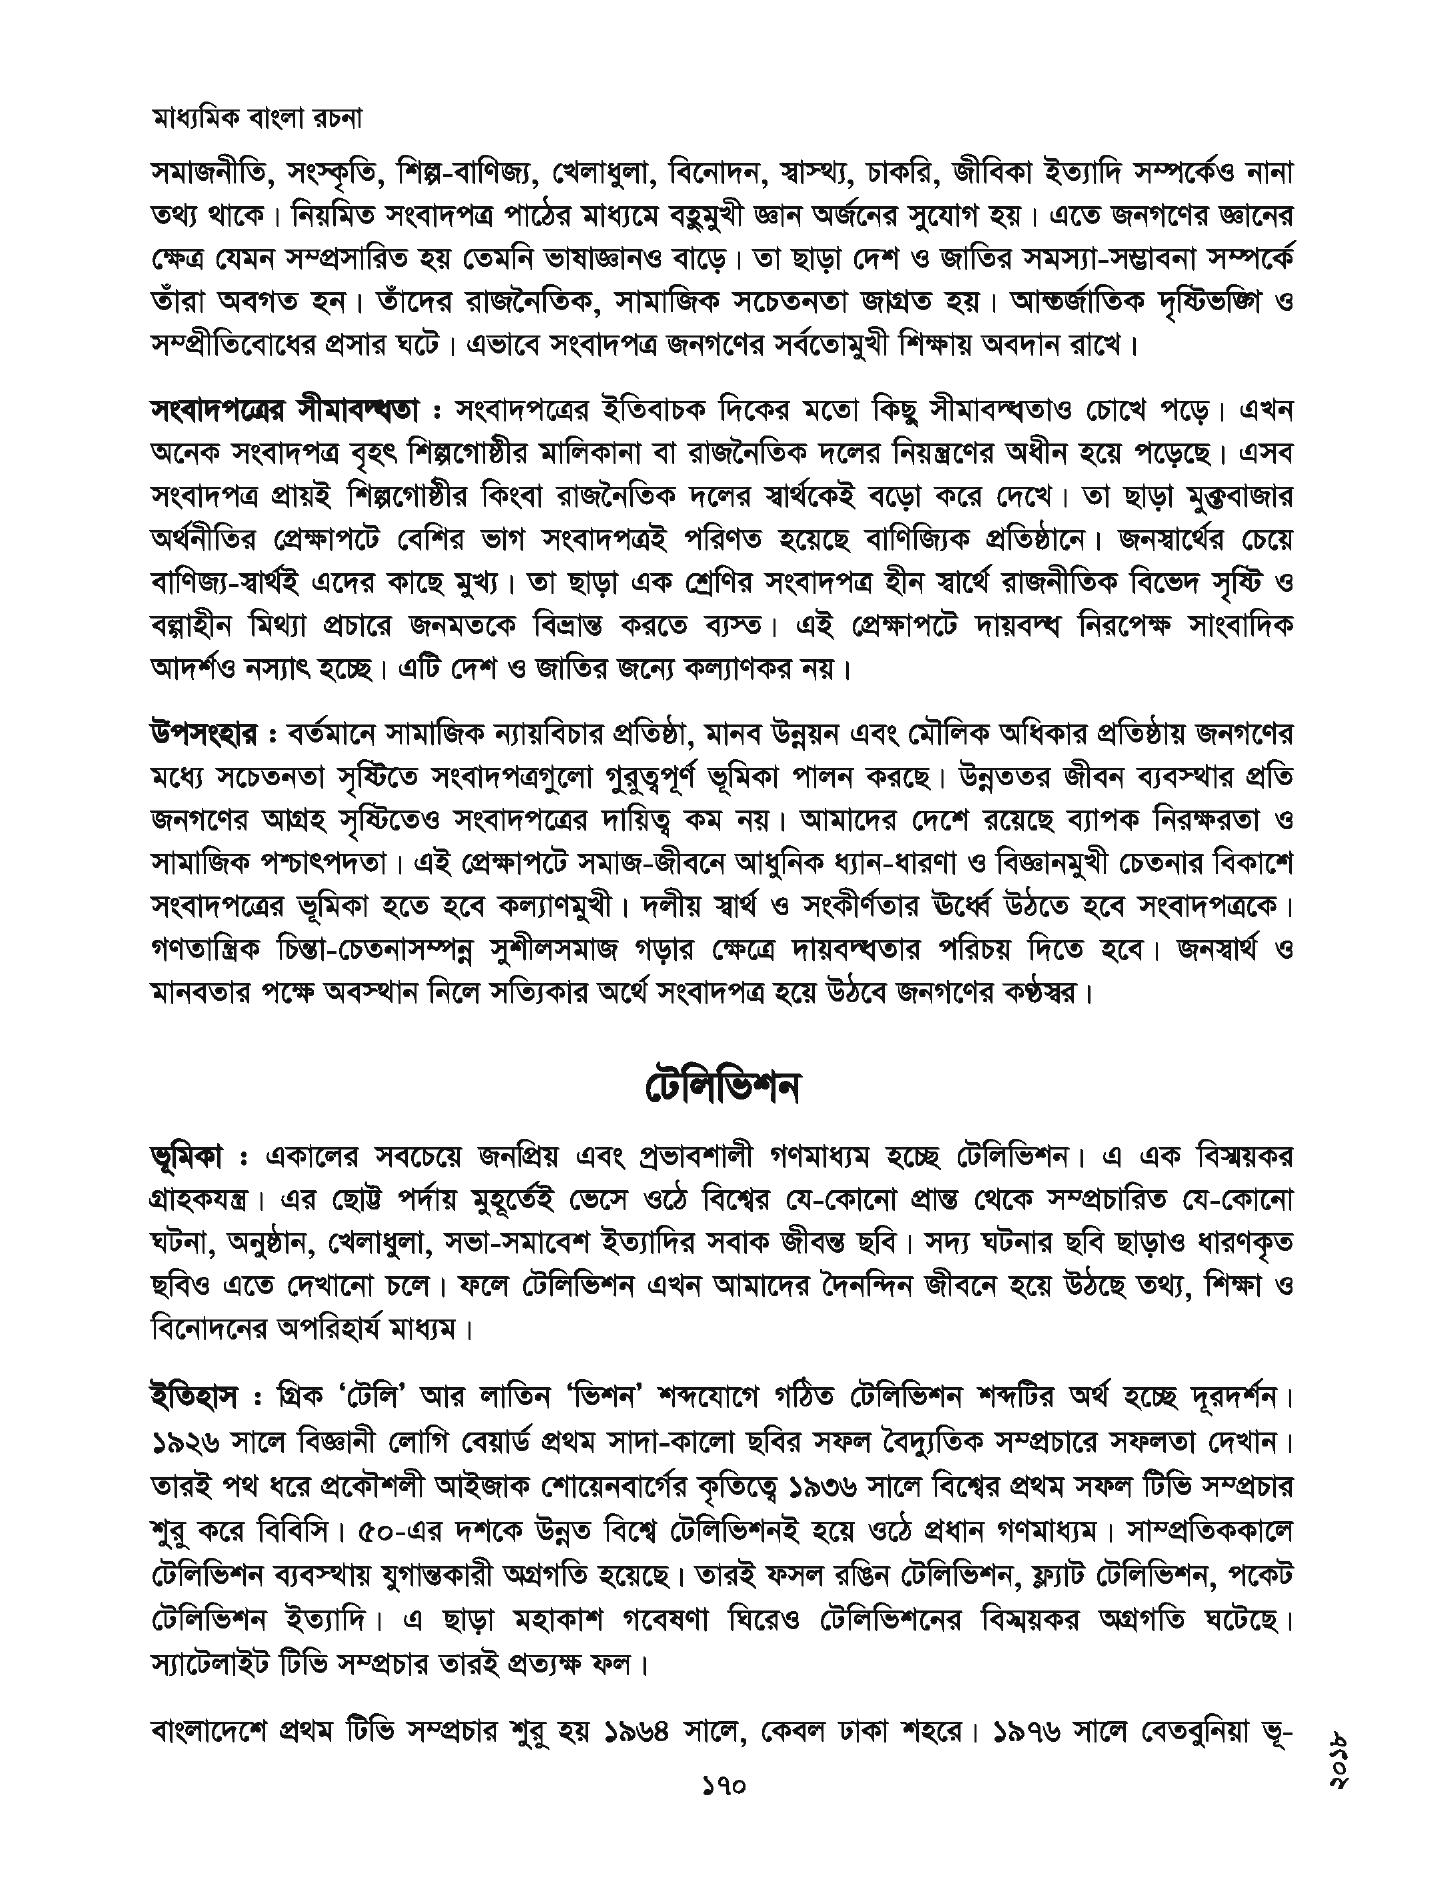 মাধ্যমিক বাংলা রচনা
সমাজনীতি, সংস্কৃতি, শিল্প-বাণিজ্য, খেলাধুলা, বিনোদন, স্বাস্থ্য, চাকরি, জীবিকা ইত্যাদি সম্পর্কেও নানা
তথ্য থাকে। নিয়মিত সংবাদপত্র পাঠের মাধ্যমে বহুমুখী জ্ঞান অর্জনের সুযোগ হয়। এতে জনগণের জ্ঞানের
ক্ষেত্র যেমন সম্প্রসারিত হয় তেমনি ভাষাজ্ঞানও বাড়ে। তা ছাড়া দেশ ও জাতির সমস্যা-সম্ভাবনা সম্পর্কে
তাঁরা অবগত হন। তাঁদের রাজনৈতিক, সামাজিক সচেতনতা জাগ্রত হয়। আন্তর্জাতিক দৃষ্টিভঙ্গি ও
সম্প্রীতিবোধের প্রসার ঘটে। এভাবে সংবাদপত্র জনগণের সর্বতোমুখী শিক্ষায় অবদান রাখে।
সংবাদপত্রের সীমাবদ্ধতা : সংবাদপত্রের ইতিবাচক দিকের মতো কিছু সীমাবদ্ধতাও চোখে পড়ে। এখন
অনেক সংবাদপত্র বৃহৎ শিল্পগোষ্ঠীর মালিকানা বা রাজনৈতিক দলের নিয়ন্ত্রণের অধীন হয়ে পড়েছে। এসব
সংবাদপত্র প্রায়ই শিল্পগোষ্ঠীর কিংবা রাজনৈতিক দলের স্বার্থকেই বড়ো করে দেখে। তা ছাড়া মুক্তবাজার
অর্থনীতির প্রেক্ষাপটে বেশির ভাগ সংবাদপত্রই পরিণত হয়েছে বাণিজ্যিক প্রতিষ্ঠানে। জনস্বার্থের চেয়ে
বাণিজ্য-স্বার্থই এদের কাছে মুখ্য। তা ছাড়া এক শ্রেণির সংবাদপত্র হীন স্বার্থে রাজনীতিক বিভেদ সৃষ্টি ও
বল্গাহীন মিথ্যা প্রচারে জনমতকে বিভ্রান্ত করতে ব্যস্ত। এই প্রেক্ষাপটে দায়বদ্ধ নিরপেক্ষ সাংবাদিক
আদর্শও নস্যাৎ হচ্ছে। এটি দেশ ও জাতির জন্যে কল্যাণকর নয়।
উপসংহার : বর্তমানে সামাজিক ন্যায়বিচার প্রতিষ্ঠা, মানব উন্নয়ন এবং মৌলিক অধিকার প্রতিষ্ঠায় জনগণের
মধ্যে সচেতনতা সৃষ্টিতে সংবাদপত্রগুলো গুরুত্বপূর্ণ ভূমিকা পালন করছে। উন্নততর জীবন ব্যবস্থার প্রতি
জনগণের আগ্রহ সৃষ্টিতেও সংবাদপত্রের দায়িত্ব কম নয়। আমাদের দেশে রয়েছে ব্যাপক নিরক্ষরতা ও
সামাজিক পশ্চাৎপদতা। এই প্রেক্ষাপটে সমাজ-জীবনে আধুনিক ধ্যান-ধারণা ও বিজ্ঞানমুখী চেতনার বিকাশে
সংবাদপত্রের ভূমিকা হতে হবে কল্যাণমুখী। দলীয় স্বার্থ ও সংকীর্ণতার ঊর্ধ্বে উঠতে হবে সংবাদপত্রকে।
গণতান্ত্রিক চিন্তা-চেতনাসম্পন্ন সুশীলসমাজ গড়ার ক্ষেত্রে দায়বদ্ধতার পরিচয় দিতে হবে। জনস্বার্থ ও
মানবতার পক্ষে অবস্থান নিলে সত্যিকার অর্থে সংবাদপত্র হয়ে উঠবে জনগণের কণ্ঠস্বর।
টেলিভিশন
ভূমিকা : একালের সবচেয়ে জনপ্রিয় এবং প্রভাবশালী গণমাধ্যম হচ্ছে টেলিভিশন। এ এক বিস্ময়কর
গ্রাহকযন্ত্র। এর ছোট্ট পর্দায় মুহূর্তেই ভেসে ওঠে বিশ্বের যে-কোনো প্রান্ত থেকে সম্প্রচারিত যে-কোনো
ঘটনা, অনুষ্ঠান, খেলাধুলা, সভা-সমাবেশ ইত্যাদির সবাক জীবন্ত ছবি। সদ্য ঘটনার ছবি ছাড়াও ধারণকৃত
ছবিও এতে দেখানো চলে। ফলে টেলিভিশন এখন আমাদের দৈনন্দিন জীবনে হয়ে উঠছে তথ্য, শিক্ষা ও
বিনোদনের অপরিহার্য মাধ্যম।
ইতিহাস : গ্রিক ‘টেলি’ আর লাতিন ‘ভিশন’ শব্দযোগে গঠিত টেলিভিশন শব্দটির অর্থ হচ্ছে দূরদর্শন।
১৯২৬ সালে বিজ্ঞানী লোগি বেয়ার্ড প্রথম সাদা-কালো ছবির সফল বৈদ্যুতিক সম্প্রচারে সফলতা দেখান।
তারই পথ ধরে প্রকৌশলী আইজাক শোয়েনবার্গের কৃতিত্বে ১৯৩৬ সালে বিশ্বের প্রথম সফল টিভি সম্প্রচার
শুরু করে বিবিসি। ৫০-এর দশকে উন্নত বিশ্বে টেলিভিশনই হয়ে ওঠে প্রধান গণমাধ্যম। সাম্প্রতিককালে
টেলিভিশন ব্যবস্থায় যুগান্তকারী অগ্রগতি হয়েছে। তারই ফসল রঙিন টেলিভিশন, ফ্ল্যাট টেলিভিশন, পকেট
টেলিভিশন ইত্যাদি। এ ছাড়া মহাকাশ গবেষণা ঘিরেও টেলিভিশনের বিস্ময়কর অগ্রগতি ঘটেছে।
স্যাটেলাইট টিভি সম্প্রচার তারই প্রত্যক্ষ ফল।
বাংলাদেশে প্রথম টিভি সম্প্রচার শুরু হয় ১৯৬৪ সালে, কেবল ঢাকা শহরে। ১৯৭৬ সালে বেতবুনিয়া ভূ-
১৭০
২০১৮